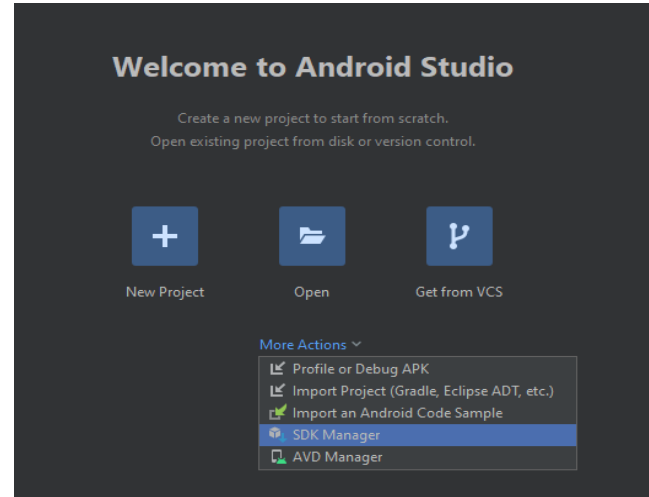 Welcome to Android Studio
Create a new project to start from scratch.
Open existing project from disk or version control.
New Project
Open
Get from VCS
More Actions
Profile or Debug APK
Import Project (Gradle, Eclipse ADT, etc.)
Import an Android Code Sample
SDK Manager
AVD Manager